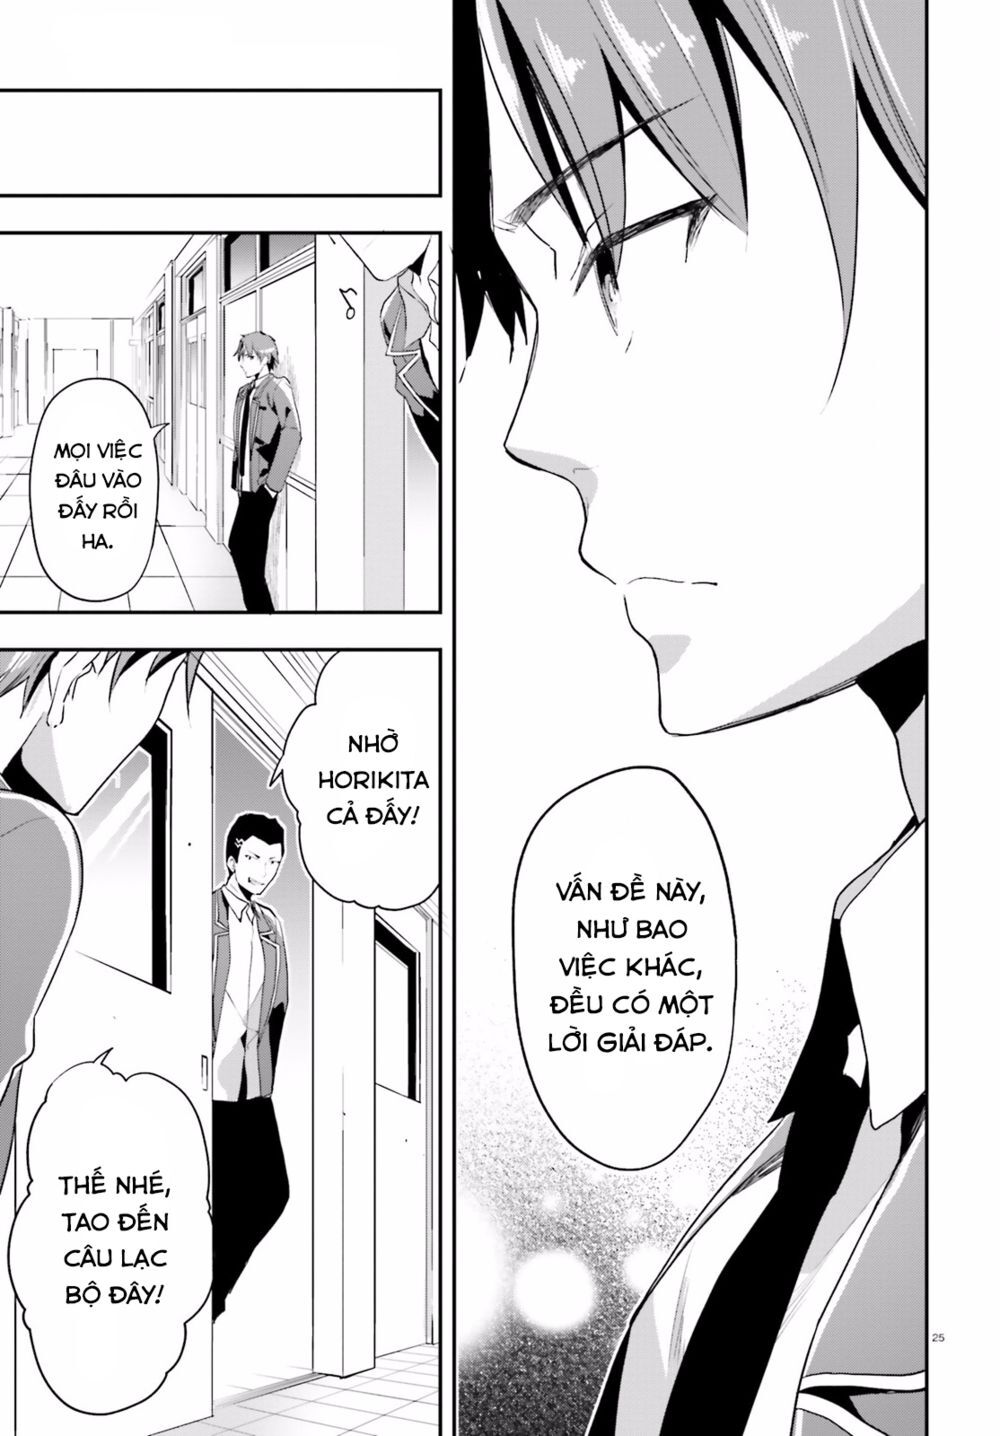 VẤN ĐỀ NÀY,
NHƯ BAO
VIỆC KHÁC,
ĐỀU CÓ MỘT
LỜI GIẢI ĐÁP.
MỌI VIỆC
ĐÂU VÀO
ĐẤY RỒI
HA.
NHỜ
HORIKITA
CẢ ĐẤY!
THẾ NHÉ,
TAO ĐẾN
CÂU LẠC
BỘ ĐÂY!
25